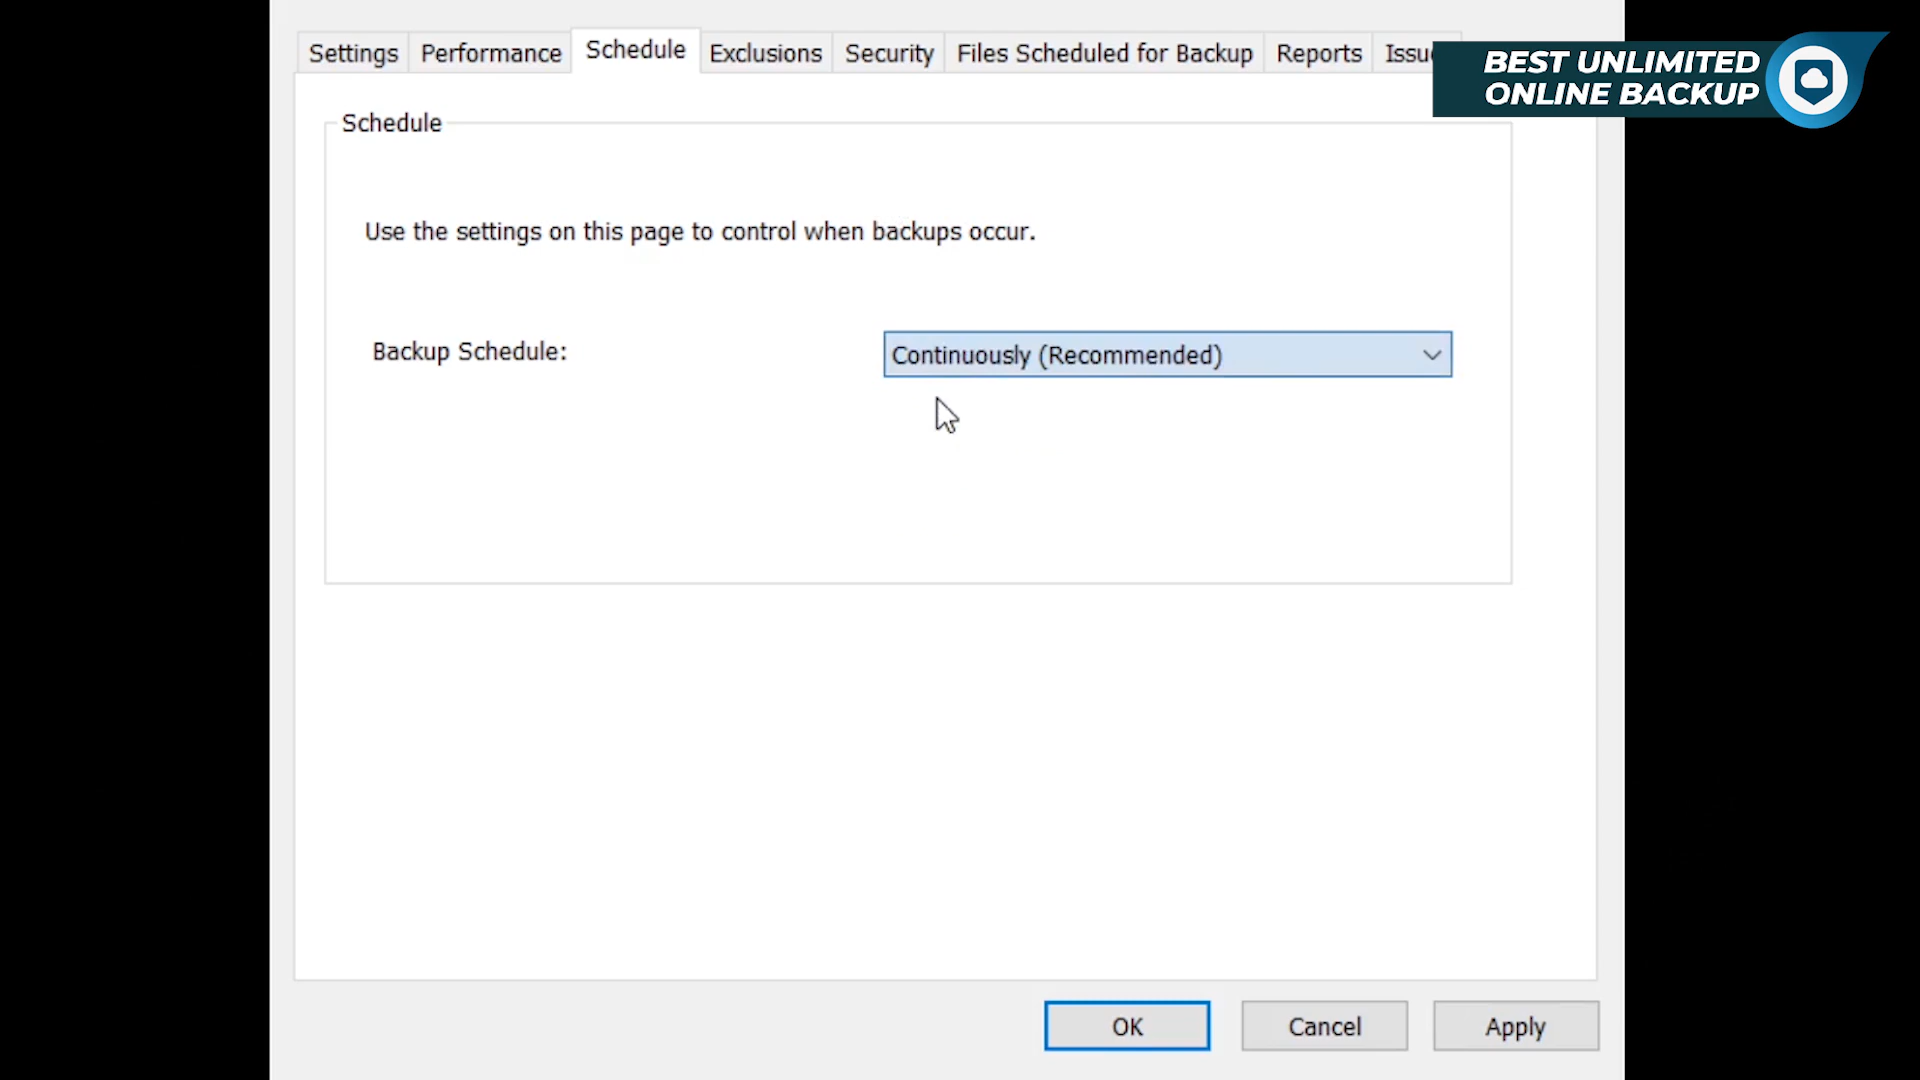 Settings Performance Schedule Exclusions Security Files Scheduled for Backup Reports
BEST UNLIMITED
ONLINE BACKUP
Schedule
Use the settings on this page to control when backups occur.
Backup Schedule: Continuously (Recommended)
OK Cancel Apply